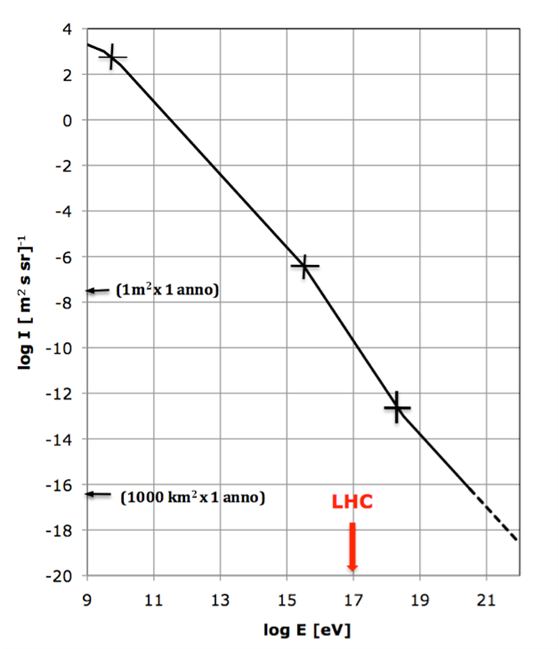 4
2
0
-2
-4
-6
-8
-10
-12
-14
-16
-18
-20
log I [ m² s sr]⁻¹
(1m² x 1 anno)
(1000 km² x 1 anno)
LHC
9 11 13 15 17 19 21
log E [eV]